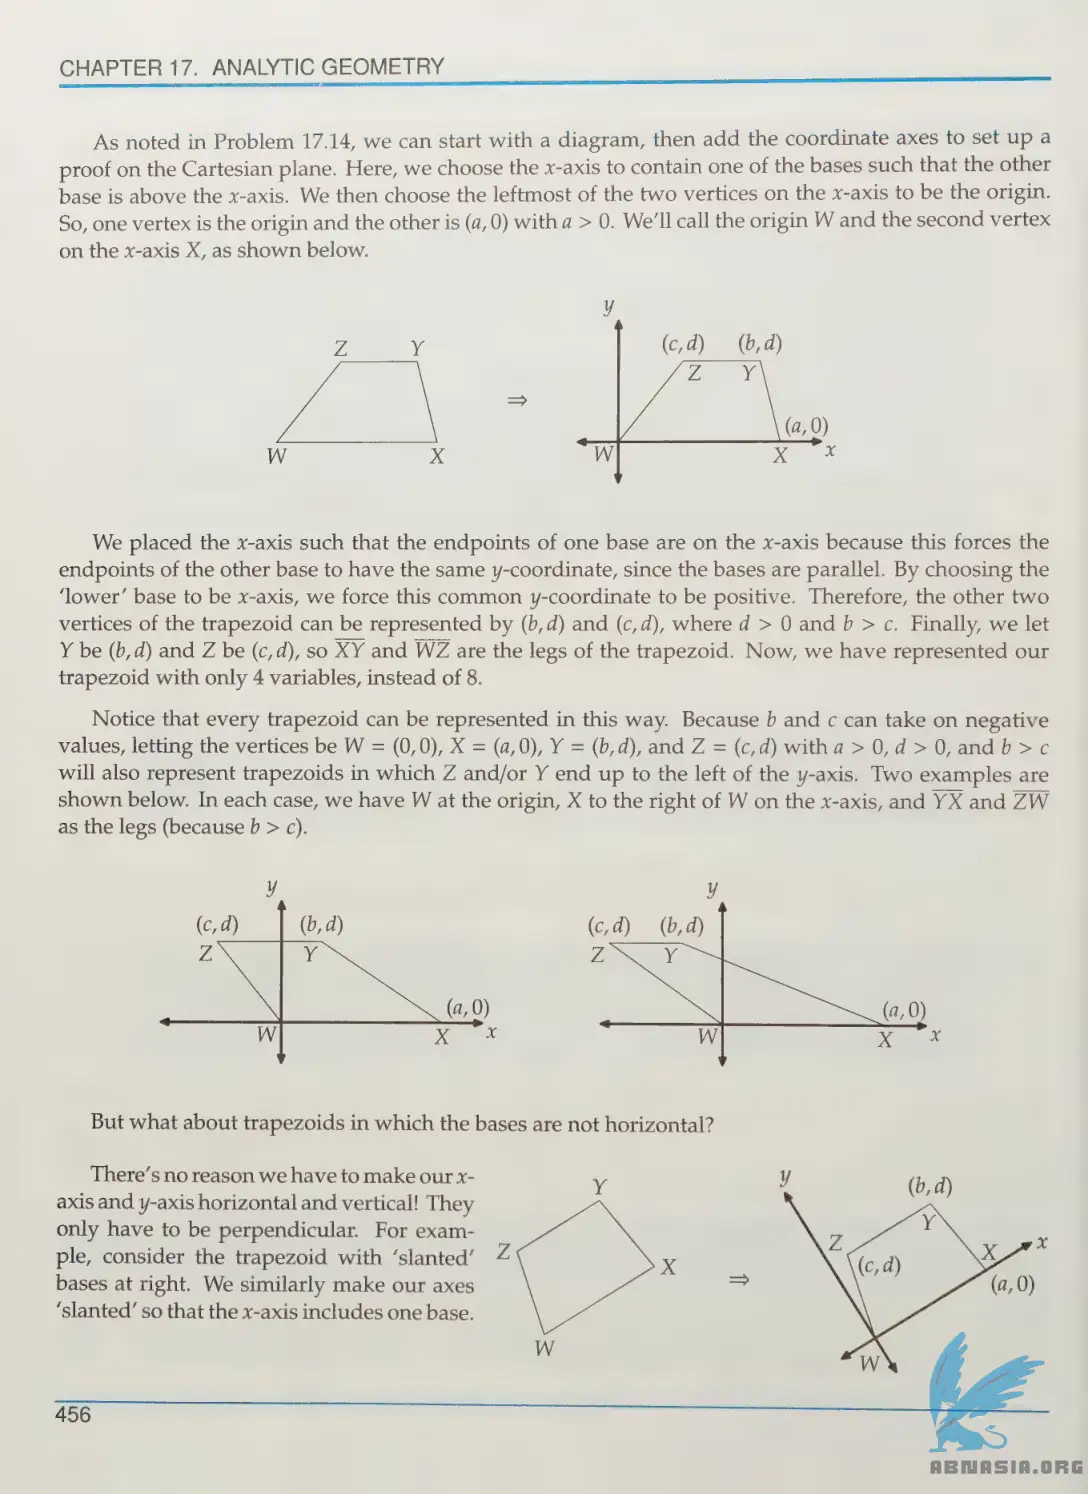 CHAPTER 17. ANALYTIC GEOMETRY
As noted in Problem 17.14, we can start with a diagram, then add the coordinate axes to set up a
proof on the Cartesian plane. Here, we choose the x-axis to contain one of the bases such that the other
base is above the x-axis. We then choose the leftmost of the two vertices on the x-axis to be the origin.
So, one vertex is the origin and the other is (a, 0) with a > 0. We'll call the origin W and the second vertex
on the x-axis X, as shown below.
Z Y
W X
⇒
y
(c, d) (b, d)
Z Y
(a, 0)
W X x
We placed the x-axis such that the endpoints of one base are on the x-axis because this forces the
endpoints of the other base to have the same y-coordinate, since the bases are parallel. By choosing the
'lower' base to be x-axis, we force this common y-coordinate to be positive. Therefore, the other two
vertices of the trapezoid can be represented by (b, d) and (c, d), where d > 0 and b > c. Finally, we let
Y be (b, d) and Z be (c, d), so XY and WZ are the legs of the trapezoid. Now, we have represented our
trapezoid with only 4 variables, instead of 8.
Notice that every trapezoid can be represented in this way. Because b and c can take on negative
values, letting the vertices be W = (0, 0), X = (a, 0), Y = (b, d), and Z = (c, d) with a > 0, d > 0, and b > c
will also represent trapezoids in which Z and/or Y end up to the left of the y-axis. Two examples are
shown below. In each case, we have W at the origin, X to the right of W on the x-axis, and YX and ZW
as the legs (because b > c).
y
(c, d) (b, d)
Z Y
(a, 0)
W X x
y
(c, d) (b, d)
Z Y
(a, 0)
W X x
But what about trapezoids in which the bases are not horizontal?
There's no reason we have to make our x-
axis and y-axis horizontal and vertical! They
only have to be perpendicular. For exam-
ple, consider the trapezoid with 'slanted'
bases at right. We similarly make our axes
'slanted' so that the x-axis includes one base.
Y
Z
X
W
⇒
y
(b, d)
Y
Z
X x
(c, d)
(a, 0)
W
456
ABNASIA.ORG